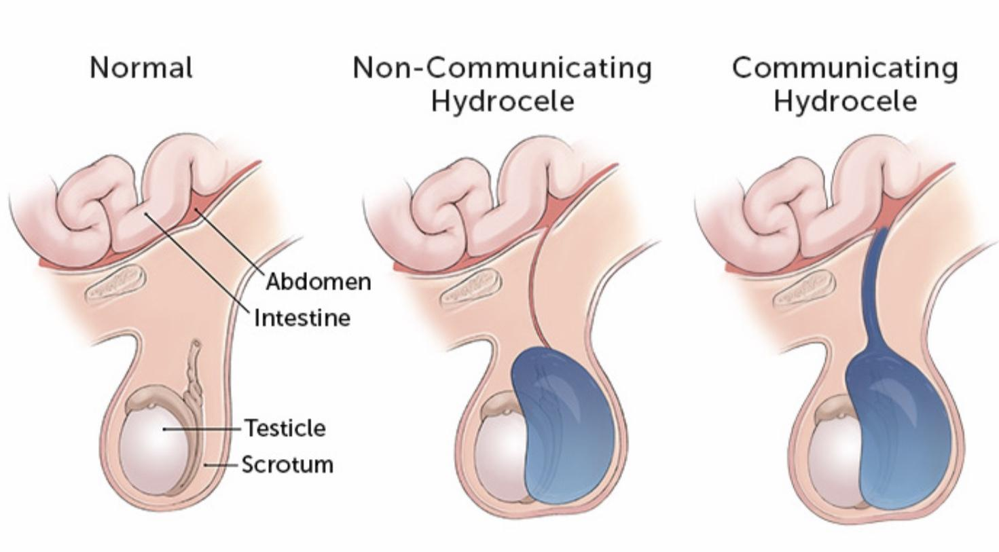 Normal
Non-Communicating
Hydrocele
Communicating
Hydrocele
Abdomen
Intestine
Testicle
Scrotum